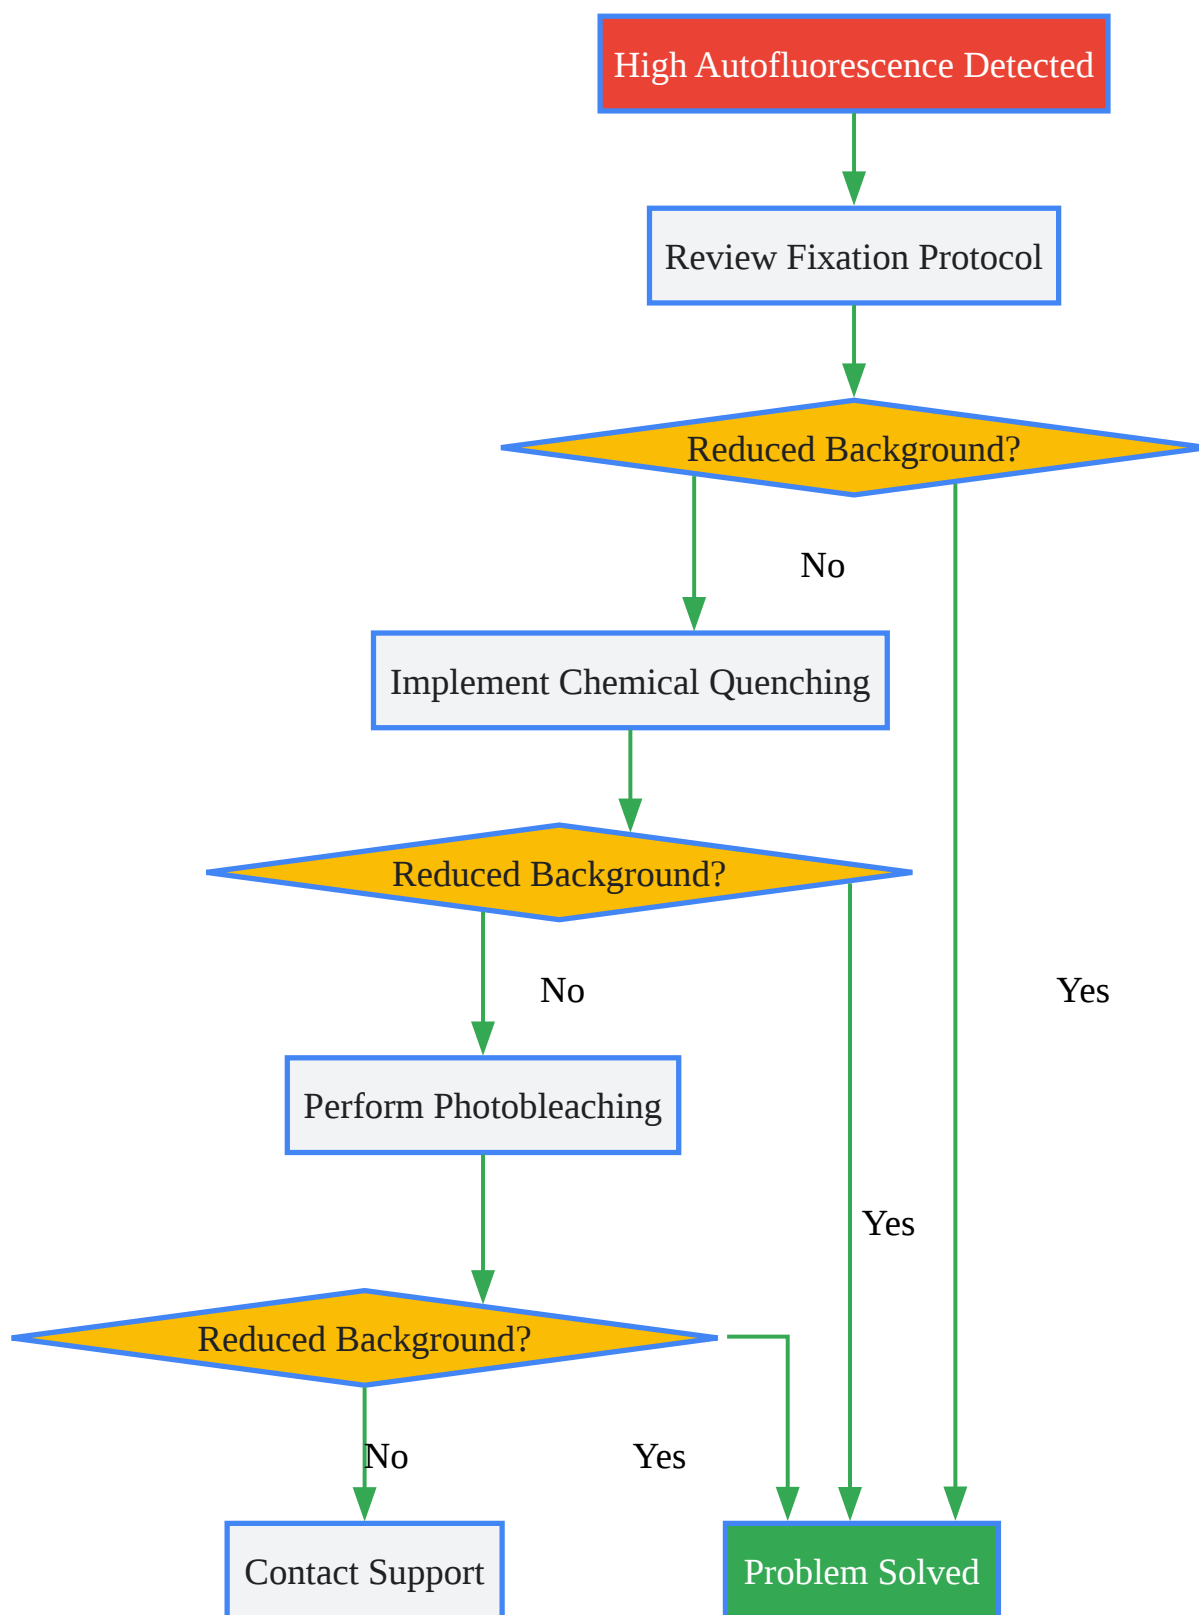 High Autofluorescence Detected
Review Fixation Protocol
Reduced Background?
No
Implement Chemical Quenching
Reduced Background?
No
Yes
Perform Photobleaching
Yes
Reduced Background?
No
Yes
Contact Support
Problem Solved